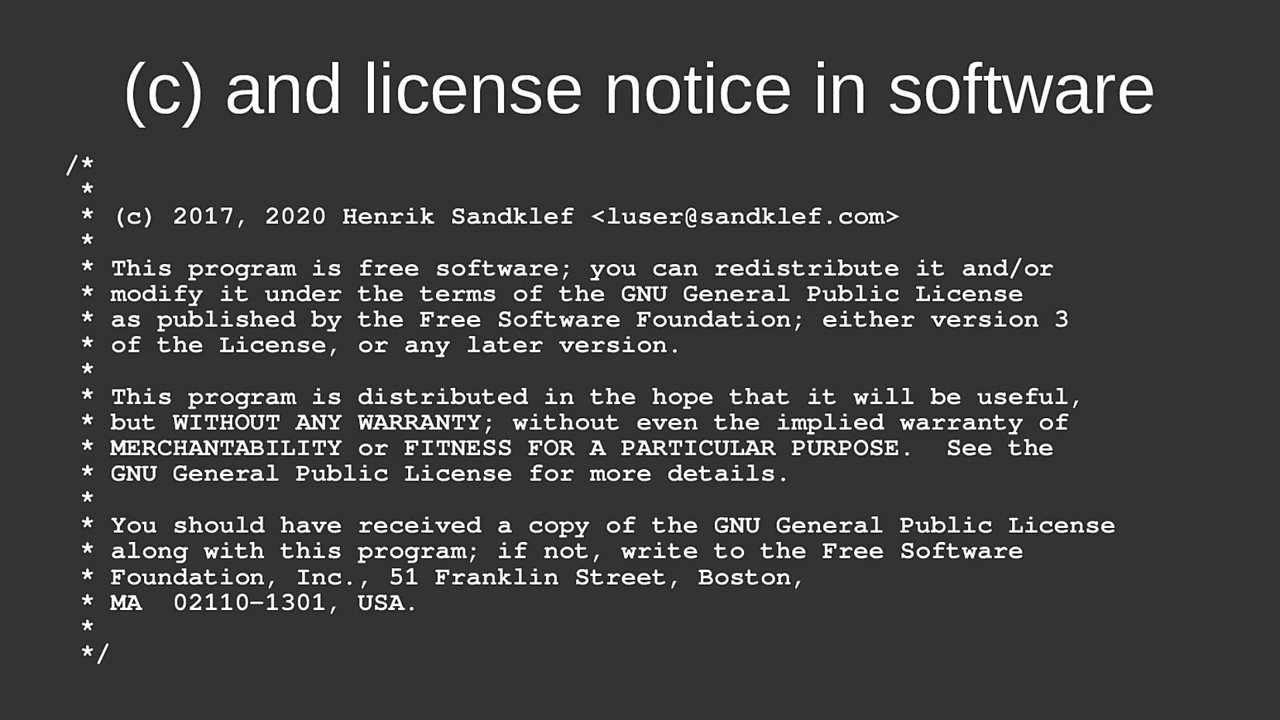 (c) and license notice in software
/*
 *
 * (c) 2017, 2020 Henrik Sandklef <luser@sandklef.com>
 *
 * This program is free software; you can redistribute it and/or
 * modify it under the terms of the GNU General Public License
 * as published by the Free Software Foundation; either version 3
 * of the License, or any later version.
 *
 * This program is distributed in the hope that it will be useful,
 * but WITHOUT ANY WARRANTY; without even the implied warranty of
 * MERCHANTABILITY or FITNESS FOR A PARTICULAR PURPOSE.  See the
 * GNU General Public License for more details.
 *
 * You should have received a copy of the GNU General Public License
 * along with this program; if not, write to the Free Software
 * Foundation, Inc., 51 Franklin Street, Boston,
 * MA  02110-1301, USA.
 *
 */